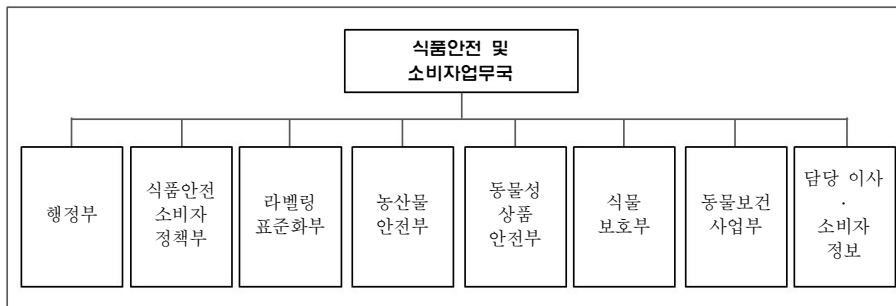 식품안전 및
소비자업무국
행정부
식품안전
소비자
정책부
라벨링
표준화부
농산물
안전부
동물성
상품
안전부
식물
보호부
동물보건
사업부
담당 이사
·
소비자
정보